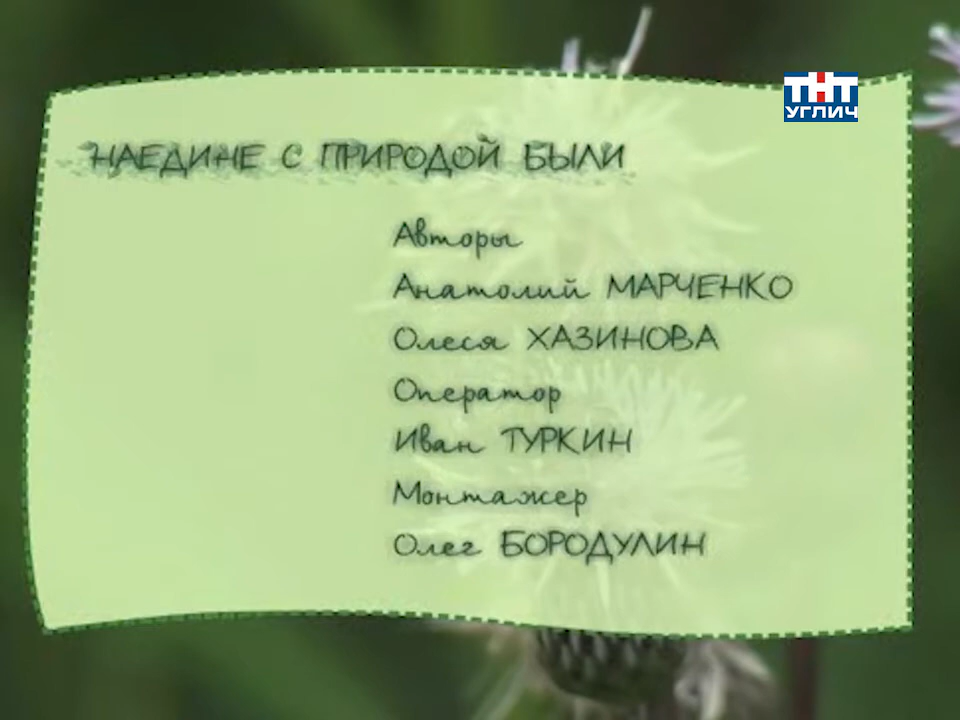 ТНТ
УГЛИЧ
НАЕДИНЕ С ПРИРОДОЙ БЫЛИ
Авторы
Анатолий МАРЧЕНКО
Олеся ХАЗИНОВА
Оператор
Иван ТУРКИН
Монтажер
Олег БОРОДУЛИН